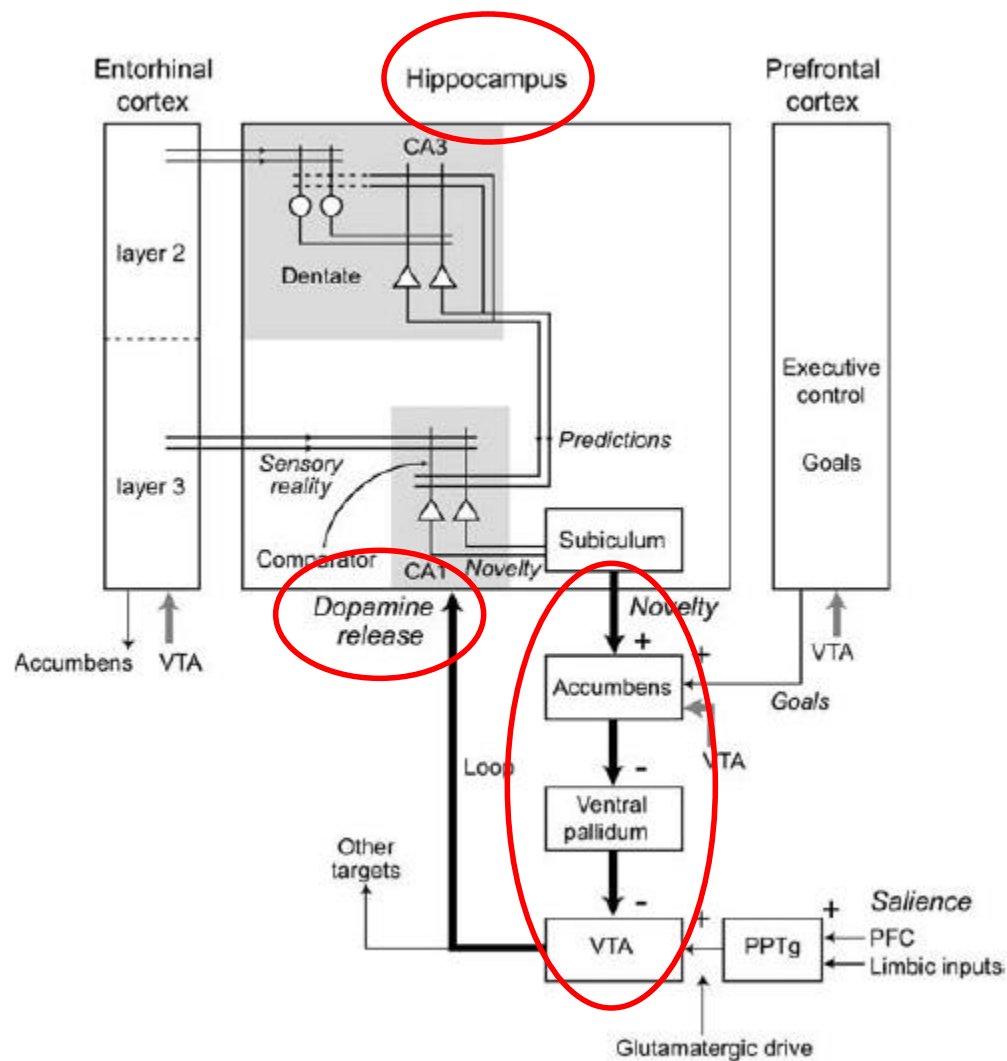 Entorhinal
cortex
Hippocampus
Prefrontal
cortex
CA3
layer 2
Dentate
Executive
control
Goals
Predictions
Sensory
reality
layer 3
Comparator
CA1
Novelty
Subiculum
Dopamine
release
Novelty
+
+
Accumbens
VTA
Accumbens
VTA
Goals
VTA
-
Loop
Ventral
pallidum
Other
targets
-
+
+
Salience
VTA
PPTg
PFC
Limbic inputs
Glutamatergic drive